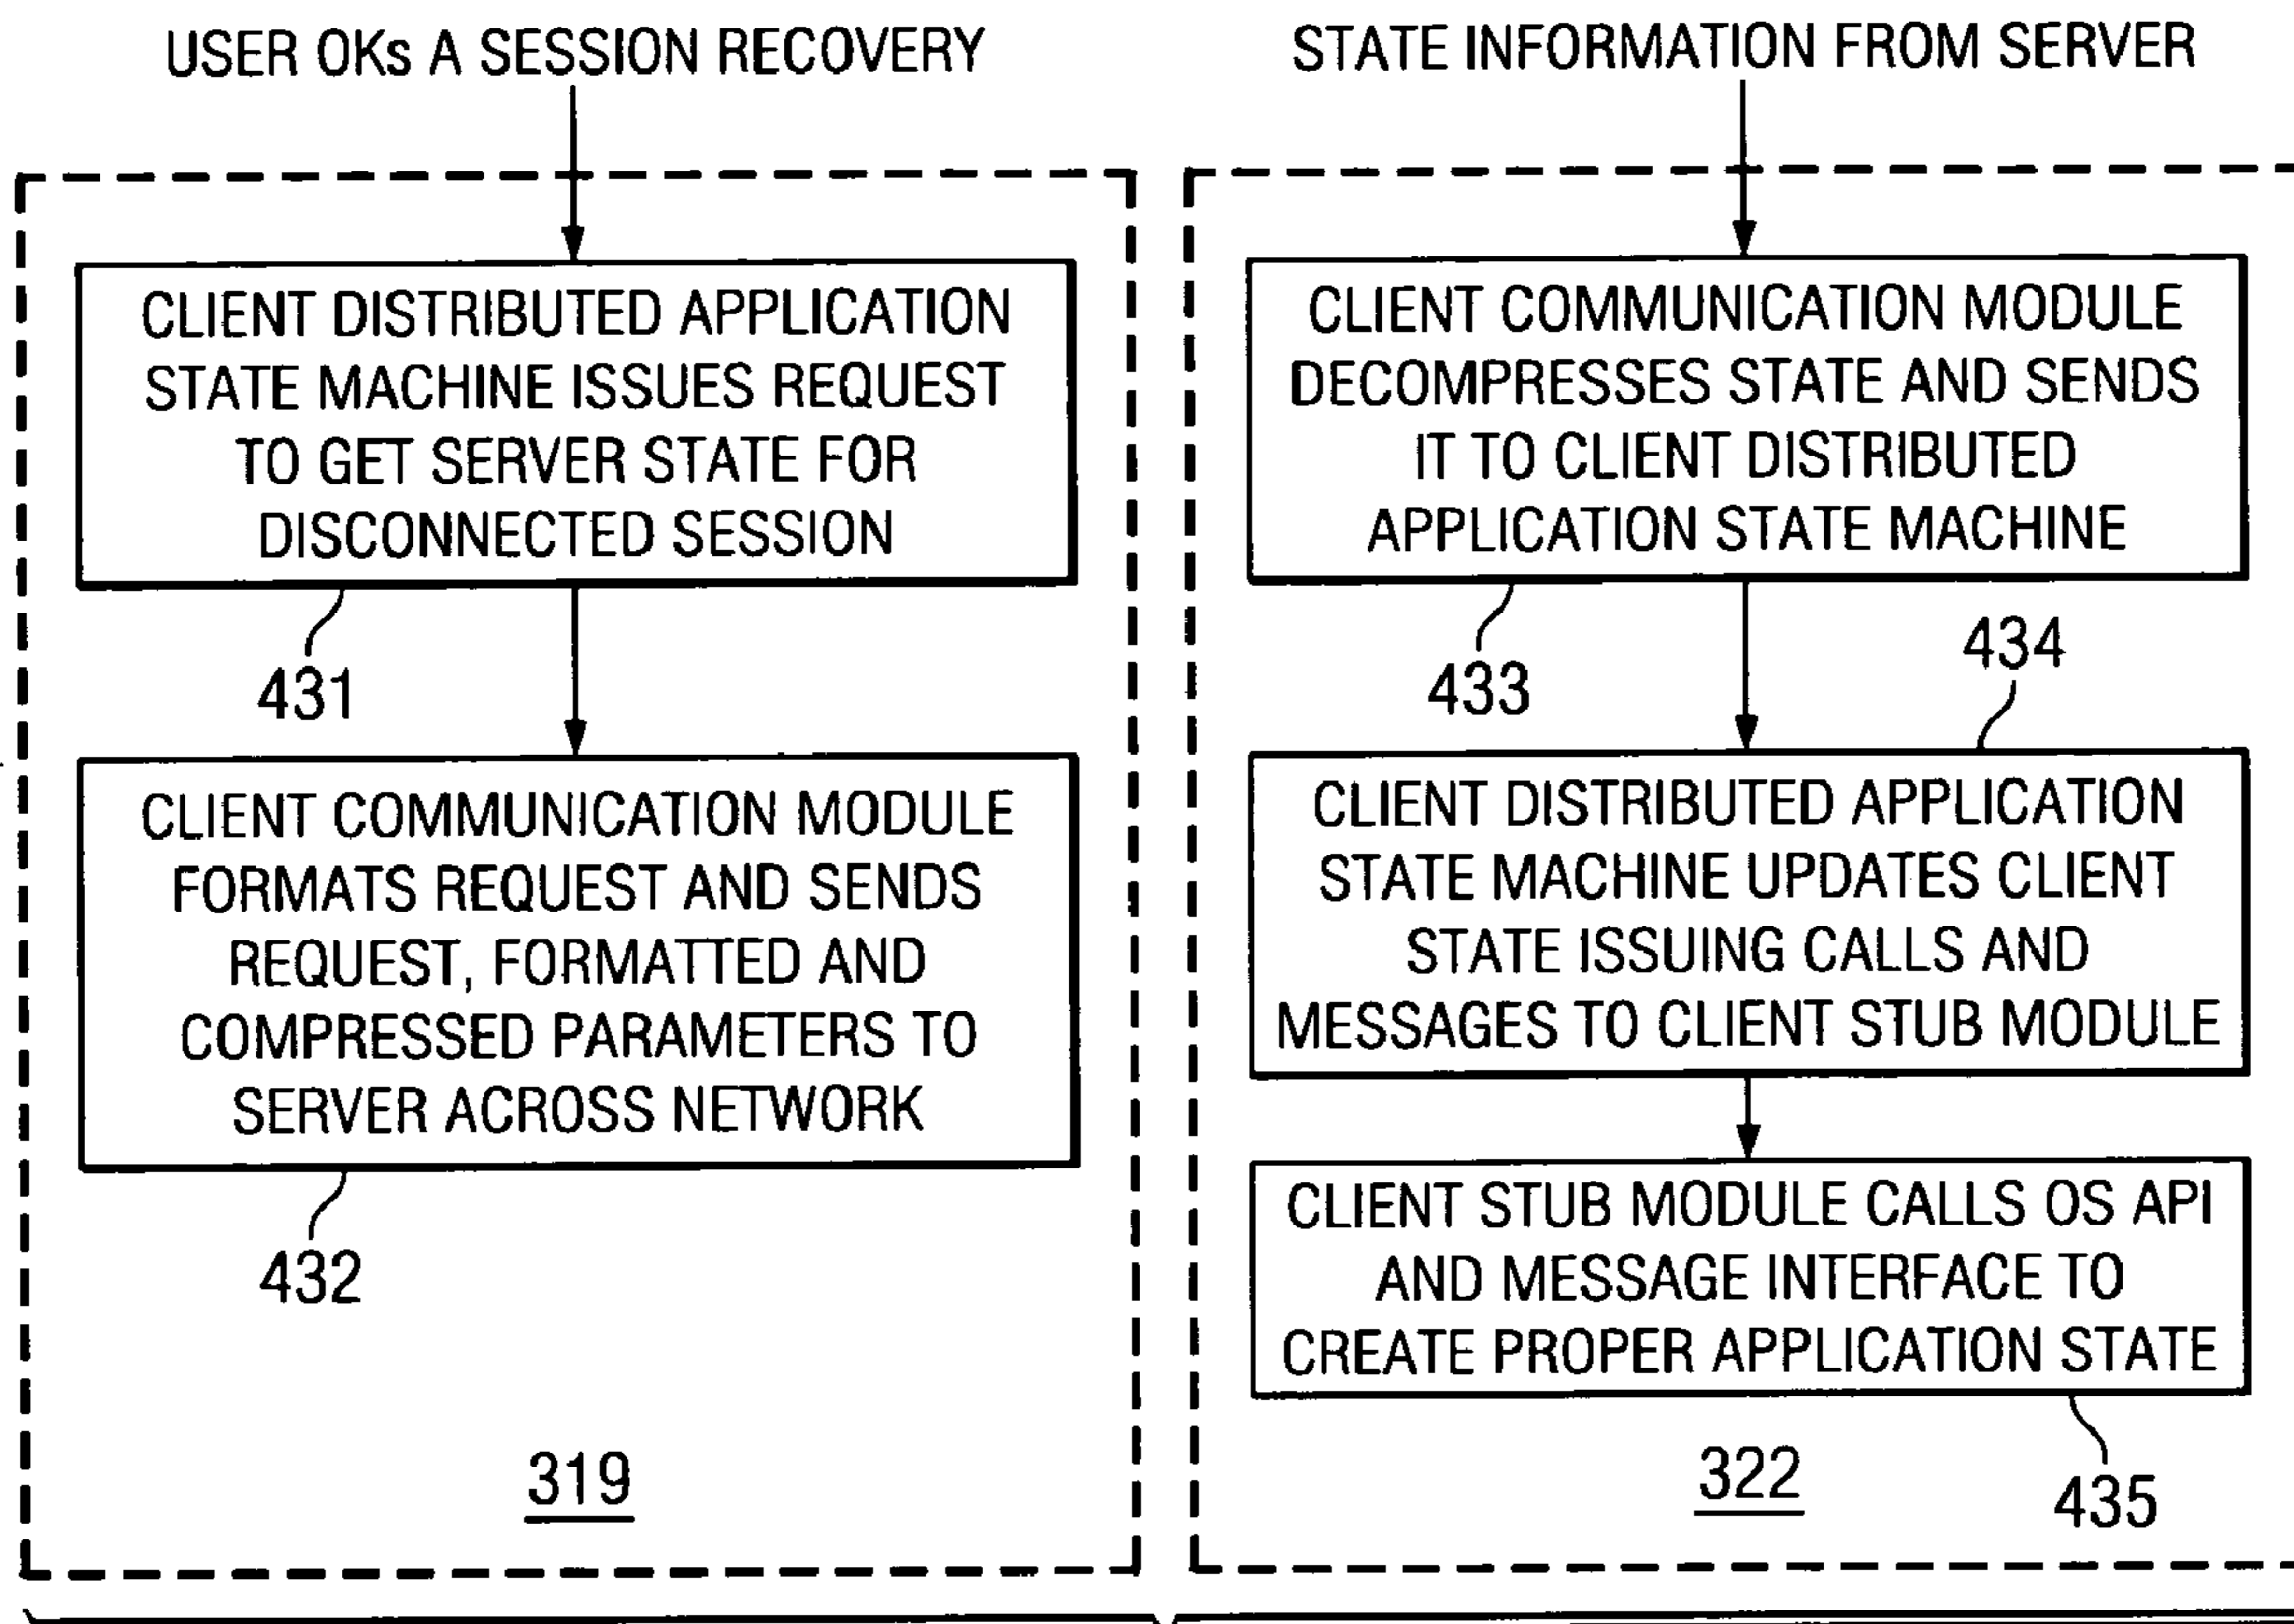 USER OKs A SESSION RECOVERY
CLIENT DISTRIBUTED APPLICATION
STATE MACHINE ISSUES REQUEST
TO GET SERVER STATE FOR
DISCONNECTED SESSION
431
CLIENT COMMUNICATION MODULE
FORMATS REQUEST AND SENDS
REQUEST, FORMATTED AND
COMPRESSED PARAMETERS TO
SERVER ACROSS NETWORK
432
319
STATE INFORMATION FROM SERVER
CLIENT COMMUNICATION MODULE
DECOMPRESSES STATE AND SENDS
IT TO CLIENT DISTRIBUTED
APPLICATION STATE MACHINE
433
434
CLIENT DISTRIBUTED APPLICATION
STATE MACHINE UPDATES CLIENT
STATE ISSUING CALLS AND
MESSAGES TO CLIENT STUB MODULE
CLIENT STUB MODULE CALLS OS API
AND MESSAGE INTERFACE TO
CREATE PROPER APPLICATION STATE
322
435